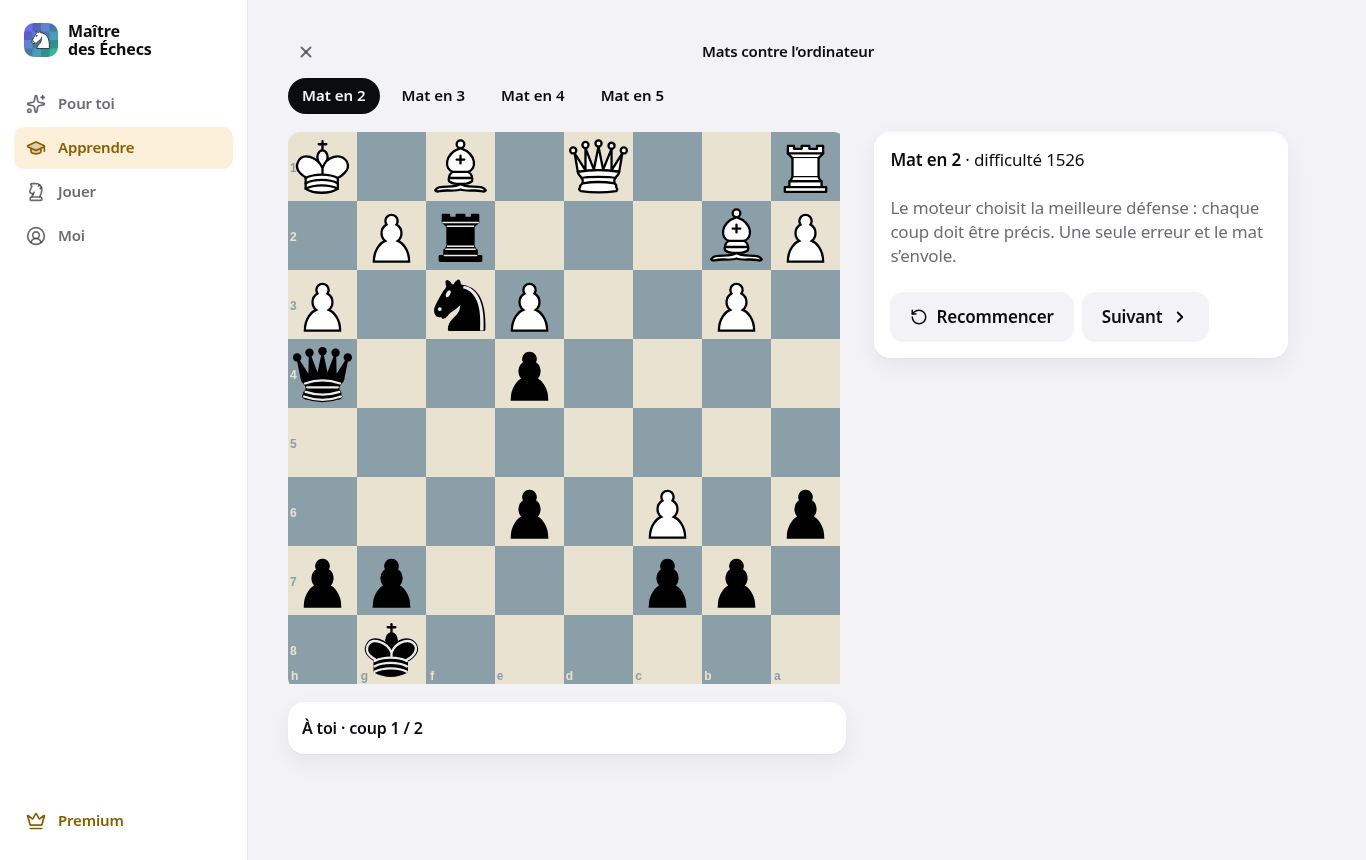 Maître
des Échecs
Pour toi
Apprendre
Jouer
Moi
Premium
Mats contre l’ordinateur
Mat en 2
Mat en 3
Mat en 4
Mat en 5
1
2
3
4
5
6
7
8
h g f e d c b a
À toi · coup 1 / 2
Mat en 2 · difficulté 1526
Le moteur choisit la meilleure défense : chaque
coup doit être précis. Une seule erreur et le mat
s’envole.
Recommencer
Suivant